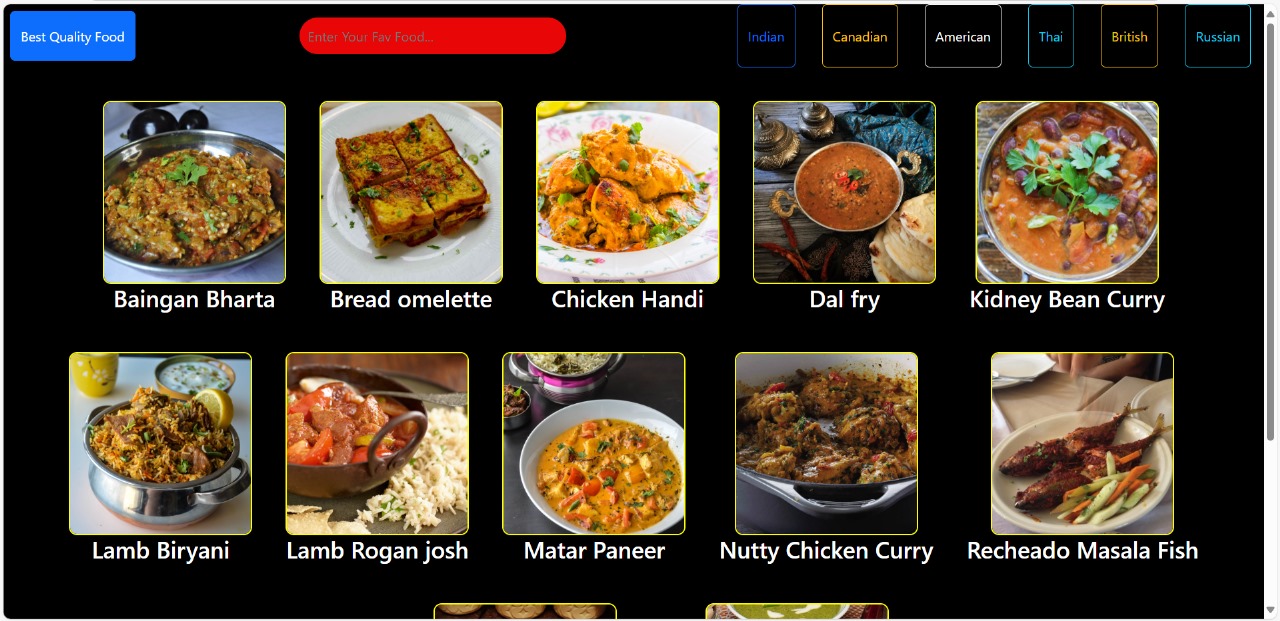 Best Quality Food
Enter Your Fav Food...
Indian
Canadian
American
Thai
British
Russian
Baingan Bharta
Bread omelette
Chicken Handi
Dal fry
Kidney Bean Curry
Lamb Biryani
Lamb Rogan josh
Matar Paneer
Nutty Chicken Curry
Recheado Masala Fish